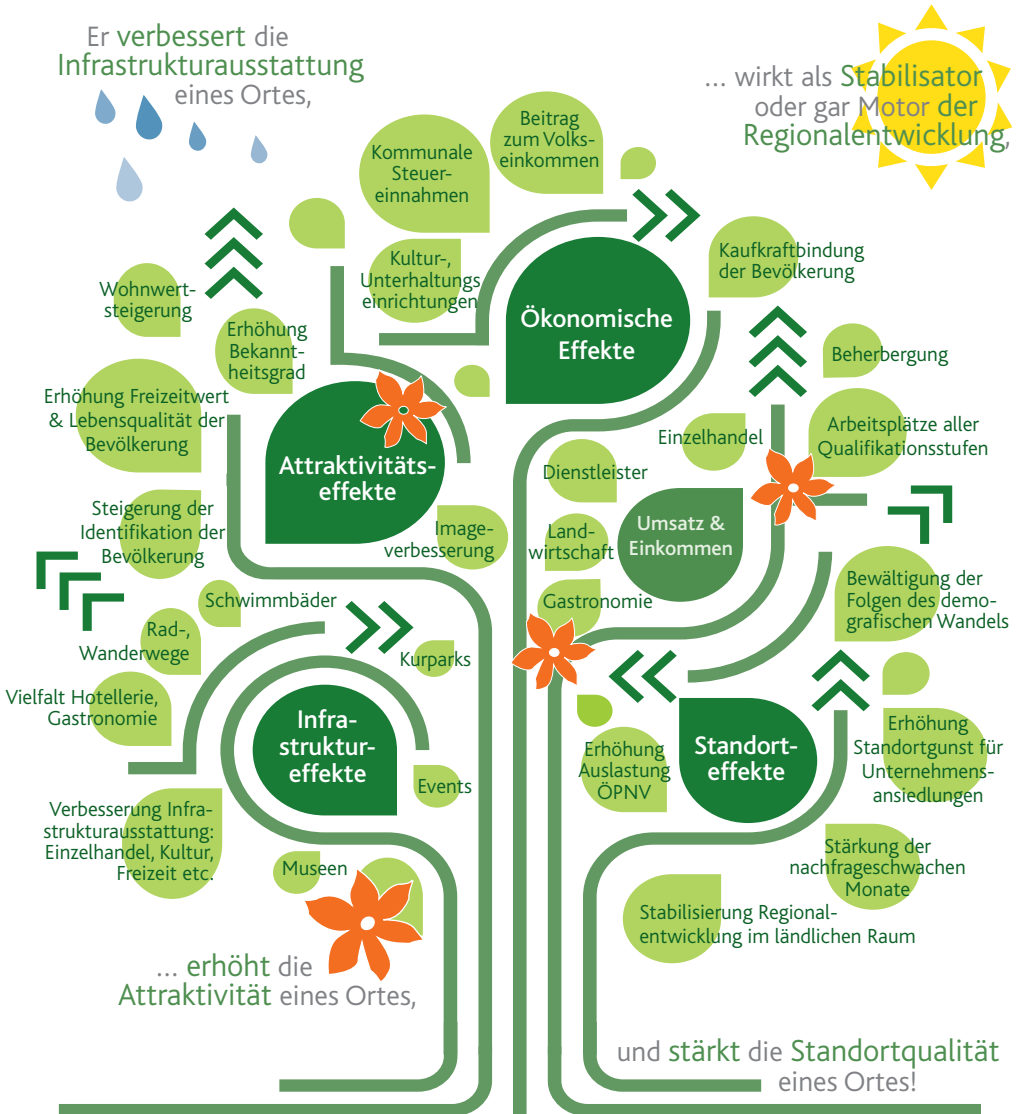 Er verbessert die
Infrastrukturausstattung
eines Ortes,
... wirkt als Stabilisator
oder gar Motor der
Regionalentwicklung,
Beitrag
zum Volks-
einkommen
Kommunale
Steuer-
einnahmen
Kultur-,
Unterhaltungs
einrichtungen
Kaufkraftbindung
der Bevölkerung
Ökonomische
Effekte
Wohnwert-
steigerung
Erhöhung
Bekannt-
heitsgrad
Beherbergung
Erhöhung Freizeitwert
& Lebensqualität der
Bevölkerung
Attraktivitäts-
effekte
Einzelhandel
Arbeitsplätze aller
Qualifikationsstufen
Dienstleister
Steigerung der
Identifikation der
Bevölkerung
Image-
verbesserung
Land-
wirtschaft
Umsatz &
Einkommen
Gastronomie
Bewältigung der
Folgen des demo-
grafischen Wandels
Schwimmbäder
Rad-,
Wanderwege
Kurparks
Vielfalt Hotellerie,
Gastronomie
Infra-
struktur-
effekte
Events
Erhöhung
Auslastung
ÖPNV
Standort-
effekte
Erhöhung
Standortgunst für
Unternehmens-
ansiedlungen
Verbesserung Infra-
strukturausstattung:
Einzelhandel, Kultur,
Freizeit etc.
Museen
Stärkung der
nachfrageschwachen
Monate
Stabilisierung Regional-
entwicklung im ländlichen Raum
... erhöht die
Attraktivität eines Ortes,
und stärkt die Standortqualität
eines Ortes!